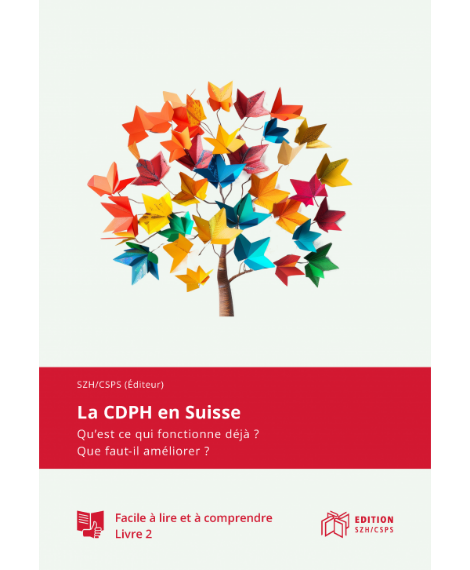 SZH/CSPS (Éditeur)
La CDPH en Suisse
Qu'est ce qui fonctionne déjà ?
Que faut-il améliorer ?
Facile à lire et à comprendre
Livre 2
EDITION
SZH/CSPS